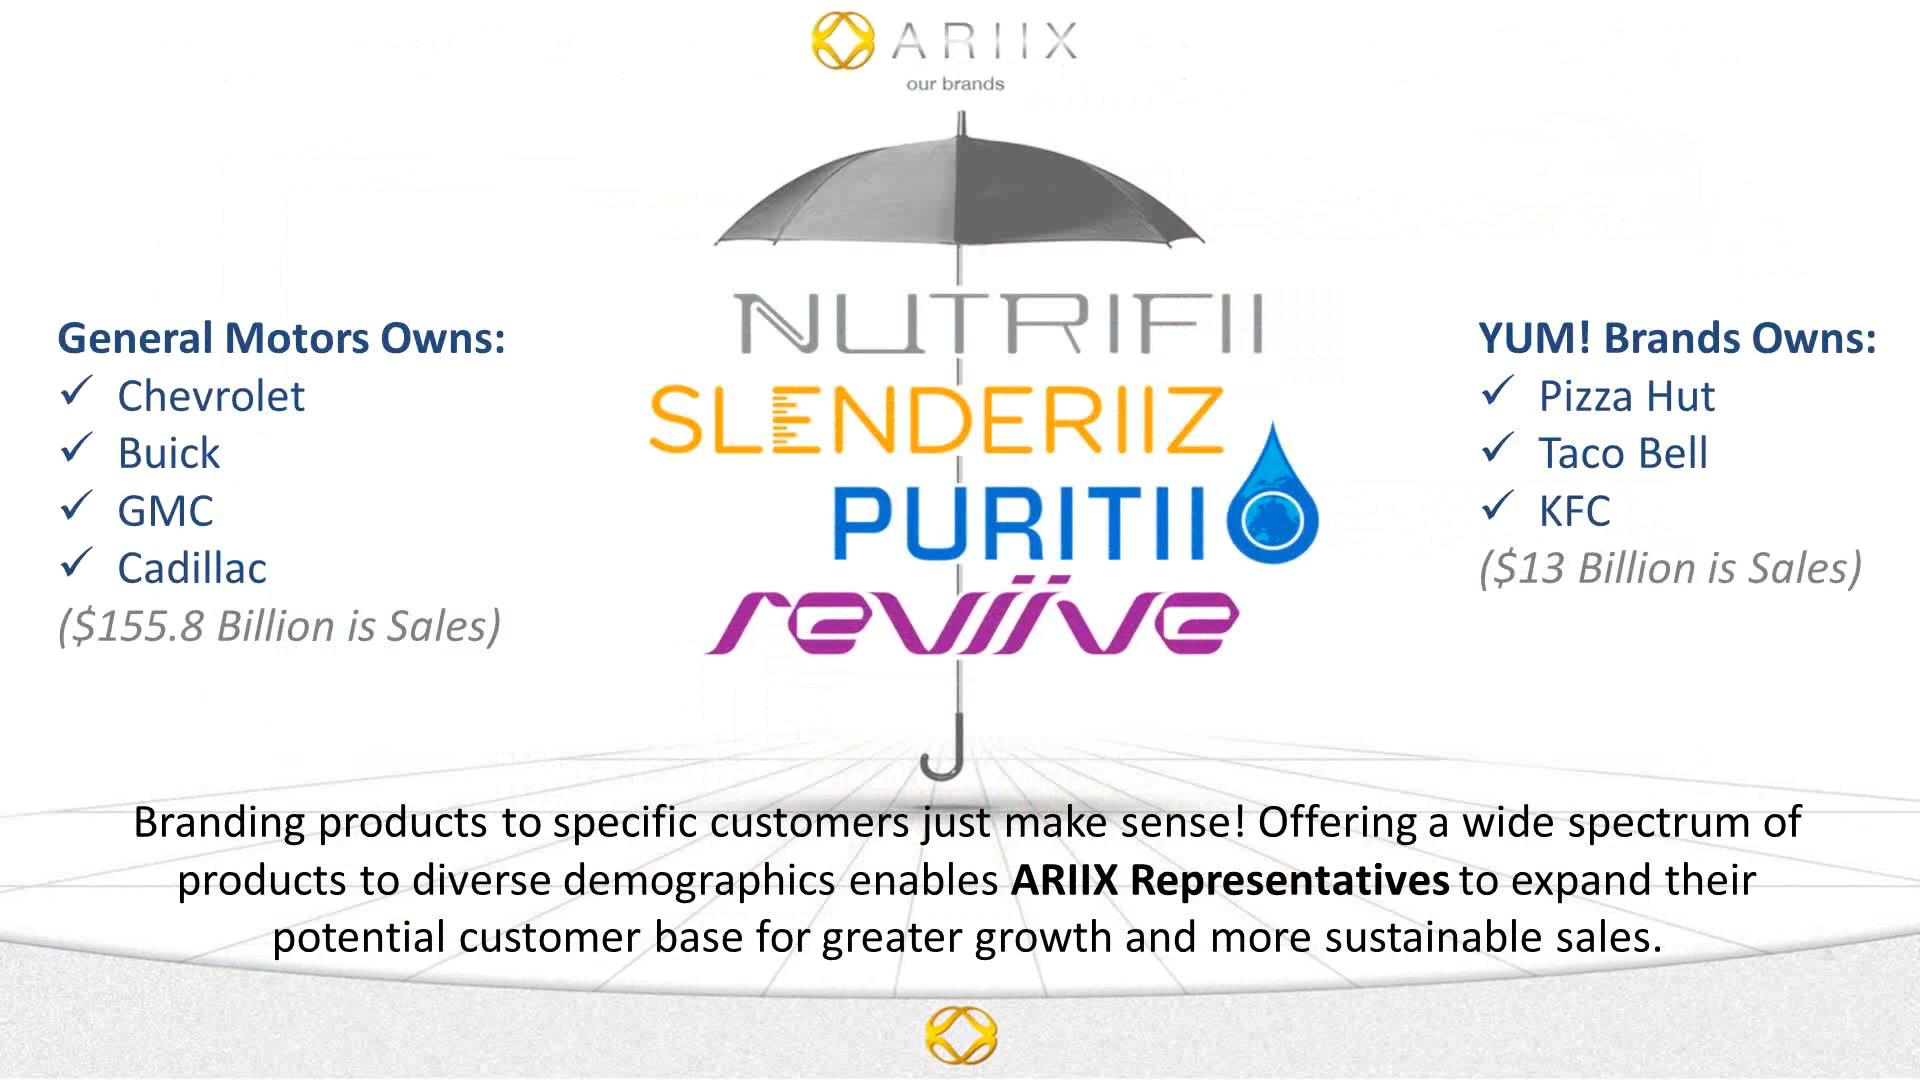 ARIIX
our brands
General Motors Owns:
✓ Chevrolet
✓ Buick
✓ GMC
✓ Cadillac
($155.8 Billion is Sales)
NUTRIFII
SLENDERIIZ
PURITII
reviive
YUM! Brands Owns:
✓ Pizza Hut
✓ Taco Bell
✓ KFC
($13 Billion is Sales)
Branding products to specific customers just make sense! Offering a wide spectrum of
products to diverse demographics enables ARIIX Representatives to expand their
potential customer base for greater growth and more sustainable sales.